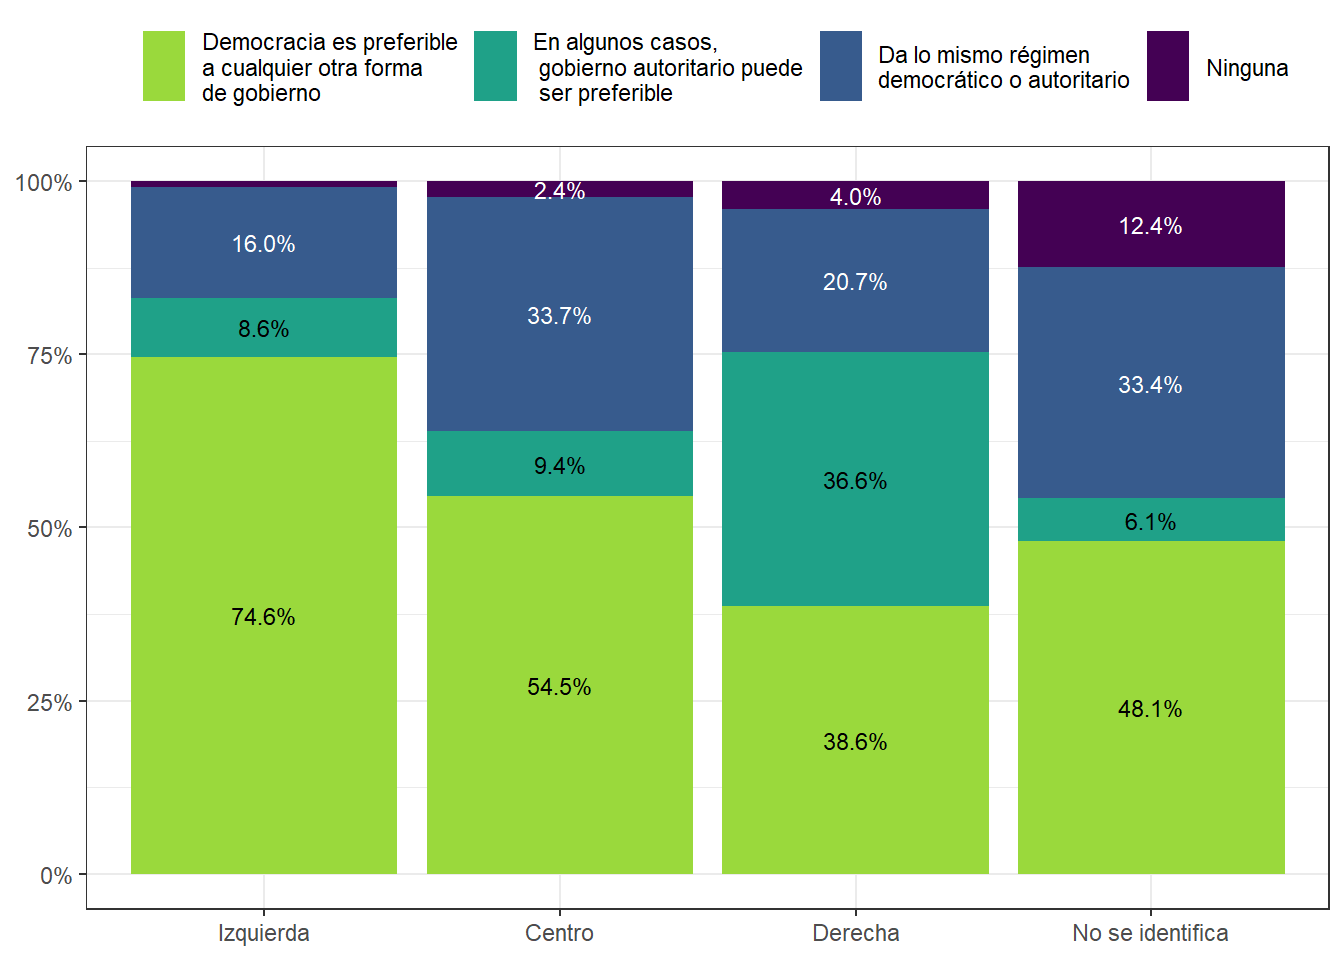 Democracia es preferible
a cualquier otra forma
de gobierno
En algunos casos,
gobierno autoritario puede
ser preferible
Da lo mismo régimen
democrático o autoritario
Ninguna
100%
75%
50%
25%
0%
16.0%
8.6%
74.6%
2.4%
33.7%
9.4%
54.5%
4.0%
20.7%
36.6%
38.6%
12.4%
33.4%
6.1%
48.1%
Izquierda
Centro
Derecha
No se identifica